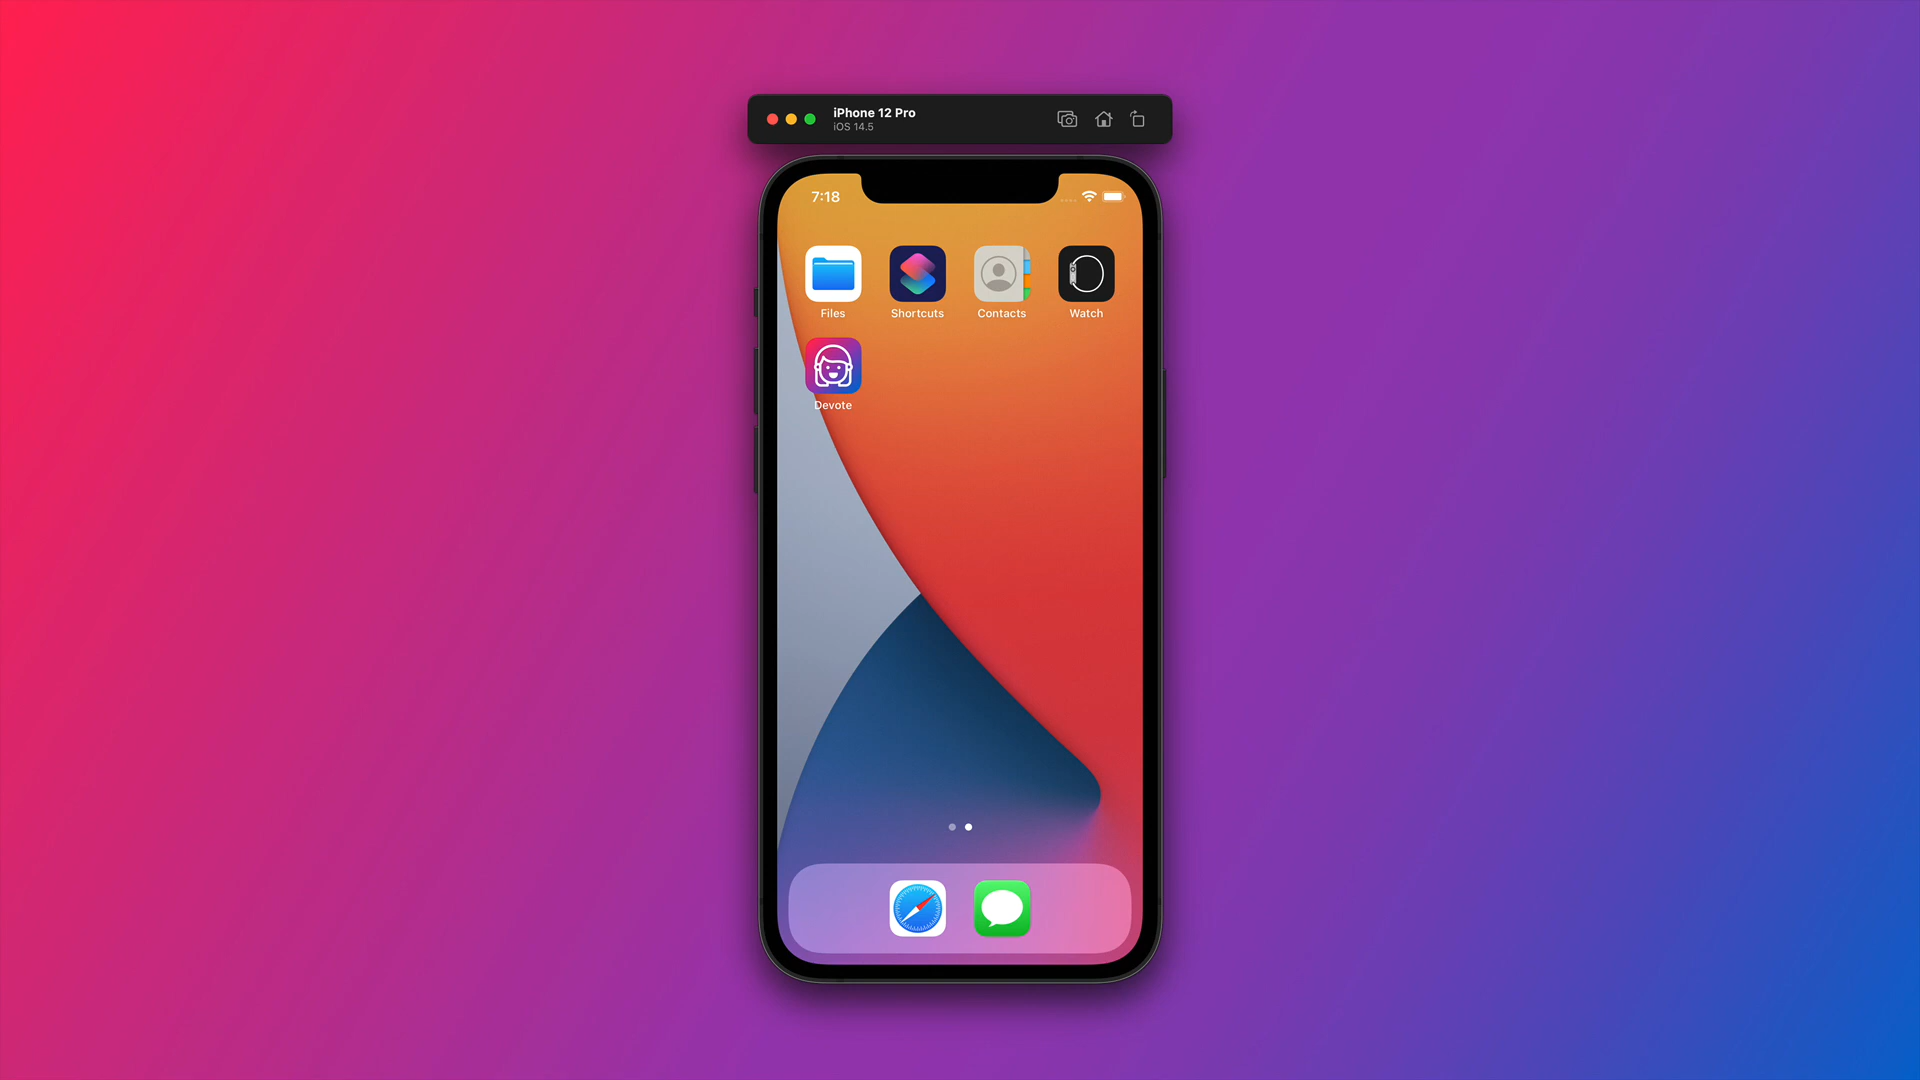 iPhone 12 Pro
iOS 14.5
7:18
Files
Shortcuts
Contacts
Watch
Devote